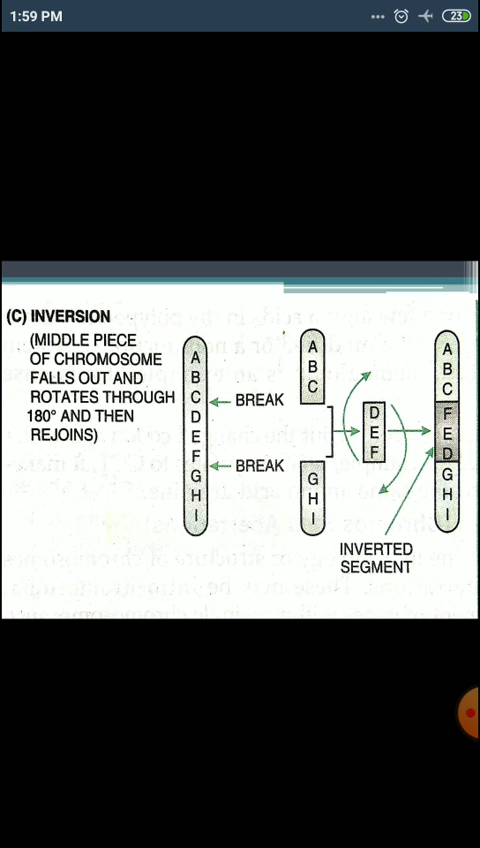 1:59 PM
23
(C) INVERSION
(MIDDLE PIECE
OF CHROMOSOME
FALLS OUT AND
ROTATES THROUGH
180° AND THEN
REJOINS)
A
B
C
D
E
F
G
H
I
BREAK
BREAK
A
B
C
G
H
I
D
E
F
A
B
C
F
E
D
G
H
I
INVERTED
SEGMENT